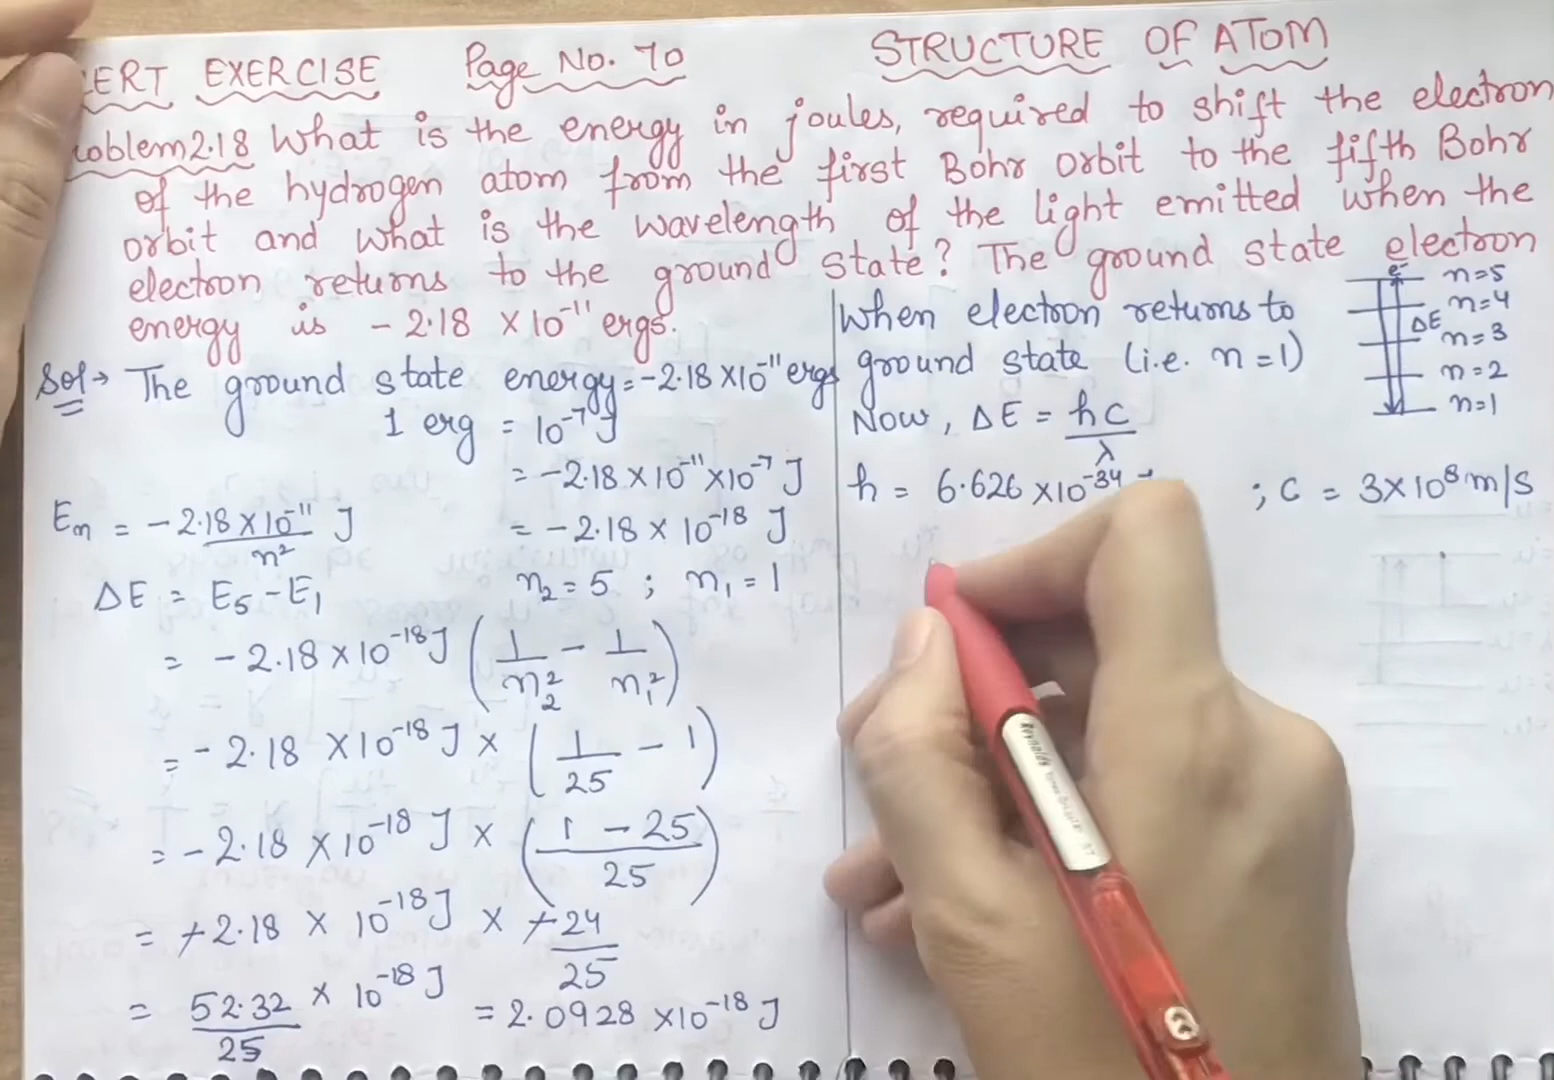 ERT EXERCISE Page No. 70 STRUCTURE OF ATOM
roblem 2.18 What is the energy in joules, required to shift the electron
of the hydrogen atom from the first Bohr orbit to the fifth Bohr
orbit and what is the wavelength of the light emitted when the
electron returns to the ground state? The ground state electron
energy is - 2.18 × 10⁻¹¹ ergs.
Sol→ The ground state energy = -2.18 × 10⁻¹¹ ergs
1 erg = 10⁻⁷ J
= -2.18 × 10⁻¹¹ × 10⁻⁷ J
Eₙ = -2.18 × 10⁻¹¹/n² J
= -2.18 × 10⁻¹⁸ J
ΔE = E₅ - E₁ n₂ = 5 ; n₁ = 1
= -2.18 × 10⁻¹⁸ J (1/n₂² - 1/n₁²)
= -2.18 × 10⁻¹⁸ J × (1/25 - 1)
= -2.18 × 10⁻¹⁸ J × (1 - 25/25)
= +2.18 × 10⁻¹⁸ J × +24/25
= 52.32/25 × 10⁻¹⁸ J = 2.0928 × 10⁻¹⁸ J
When electron returns to
ground state (i.e. n = 1)
Now, ΔE = hc/λ
h = 6.626 × 10⁻³⁴ ; C = 3 × 10⁸ m/s
e⁻ n=5
n=4
ΔE n=3
n=2
n=1
Reynolds